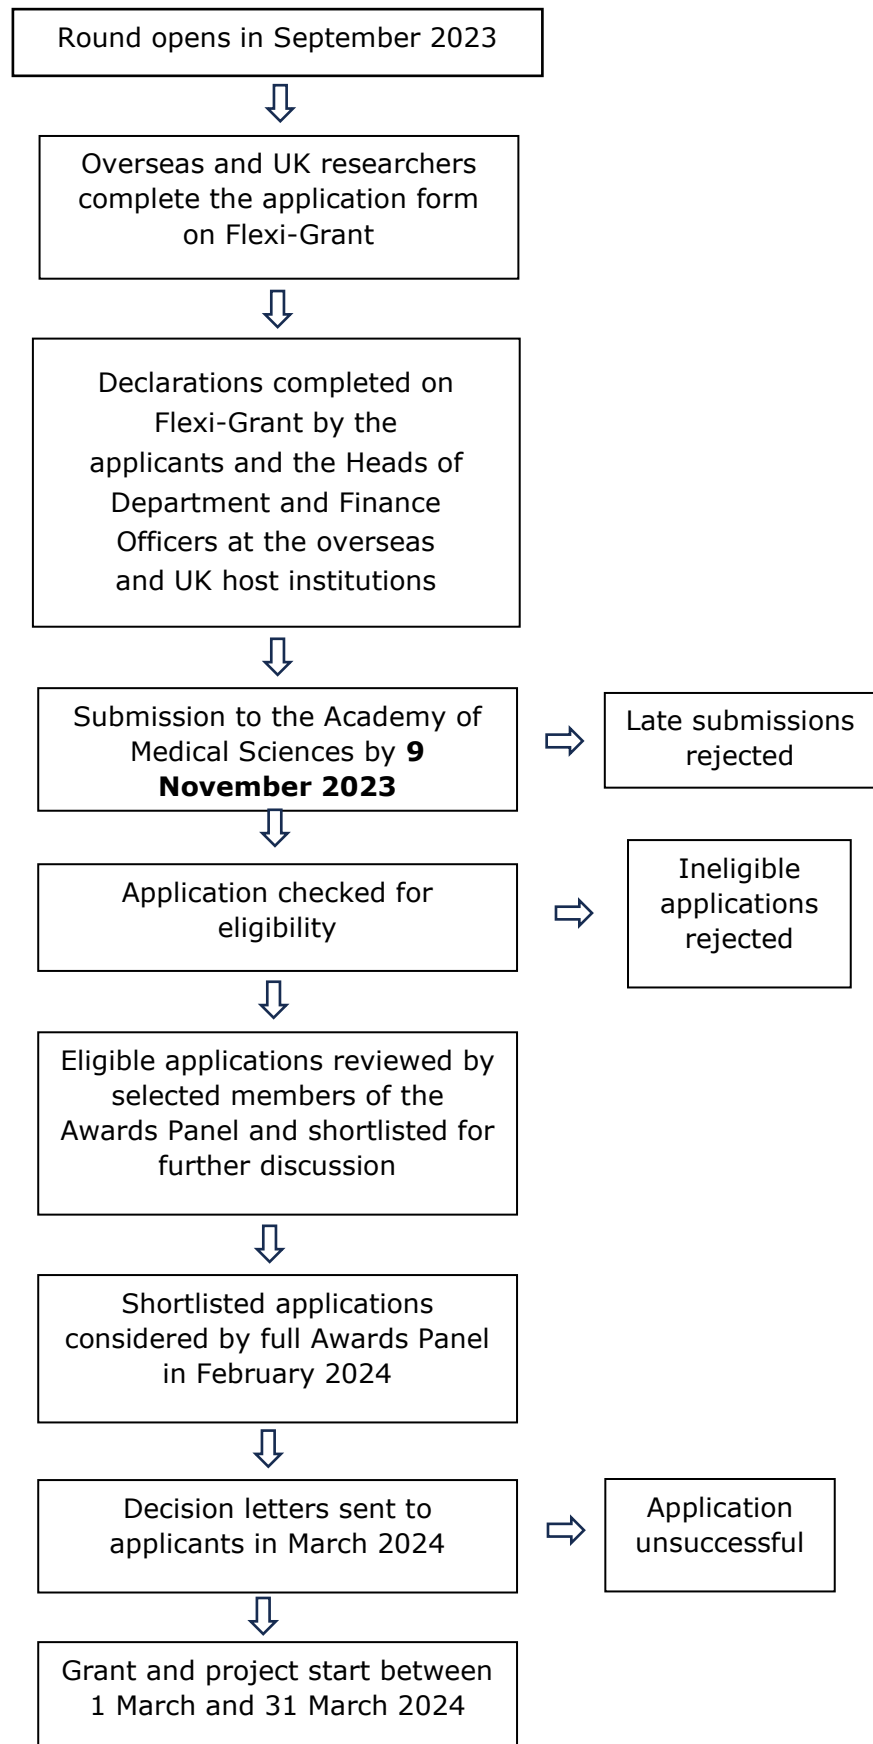 Round opens in September 2023
Overseas and UK researchers
complete the application form
on Flexi-Grant
Declarations completed on
Flexi-Grant by the
applicants and the Heads of
Department and Finance
Officers at the overseas
and UK host institutions
Submission to the Academy of
Medical Sciences by 9
November 2023
Late submissions
rejected
Application checked for
eligibility
Ineligible
applications
rejected
Eligible applications reviewed by
selected members of the
Awards Panel and shortlisted for
further discussion
Shortlisted applications
considered by full Awards Panel
in February 2024
Decision letters sent to
applicants in March 2024
Application
unsuccessful
Grant and project start between
1 March and 31 March 2024